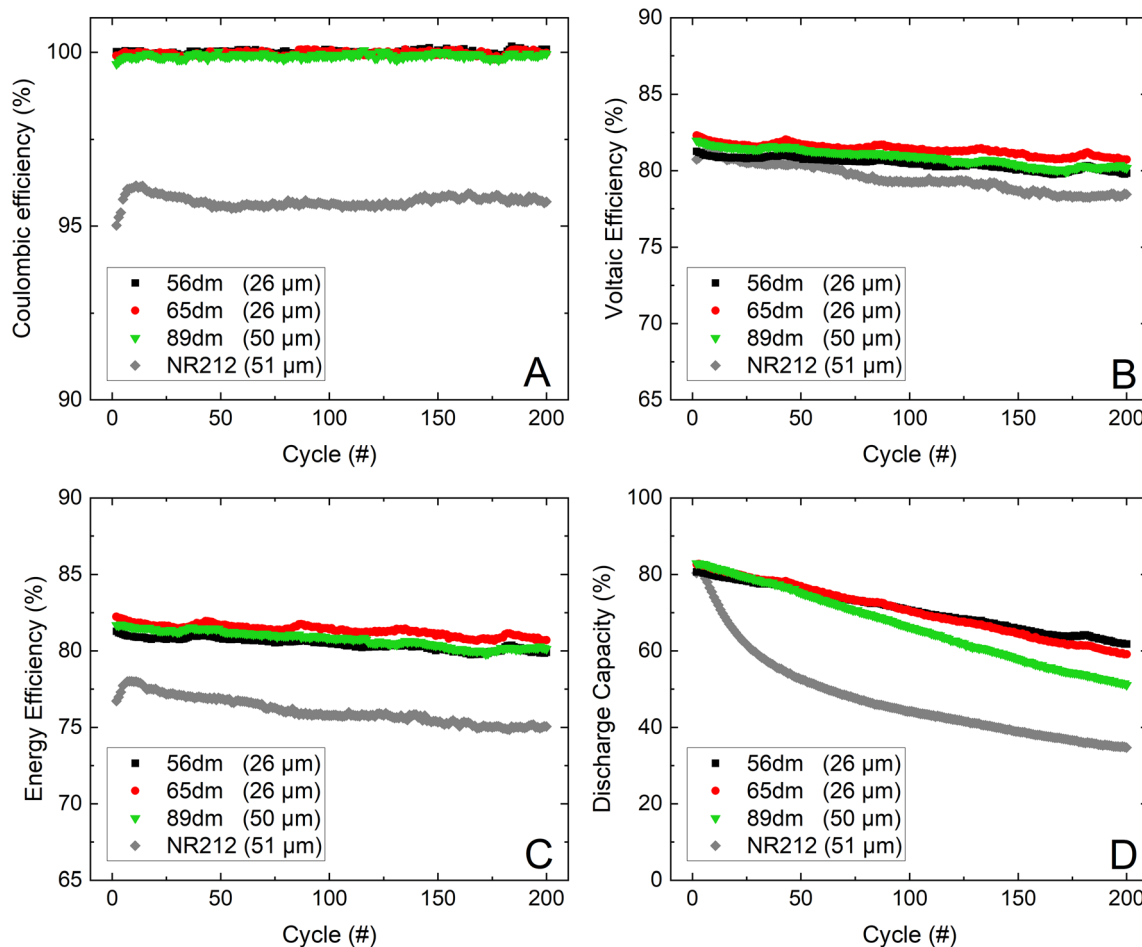 100
95
90
Coulombic efficiency (%)
56dm (26 µm)
65dm (26 µm)
89dm (50 µm)
NR212 (51 µm)
A
0 50 100 150 200
Cycle (#)
90
85
80
75
70
65
Voltaic Efficiency (%)
56dm (26 µm)
65dm (26 µm)
89dm (50 µm)
NR212 (51 µm)
B
0 50 100 150 200
Cycle (#)
90
85
80
75
70
65
Energy Efficiency (%)
56dm (26 µm)
65dm (26 µm)
89dm (50 µm)
NR212 (51 µm)
C
0 50 100 150 200
Cycle (#)
100
80
60
40
20
0
Discharge Capacity (%)
56dm (26 µm)
65dm (26 µm)
89dm (50 µm)
NR212 (51 µm)
D
0 50 100 150 200
Cycle (#)